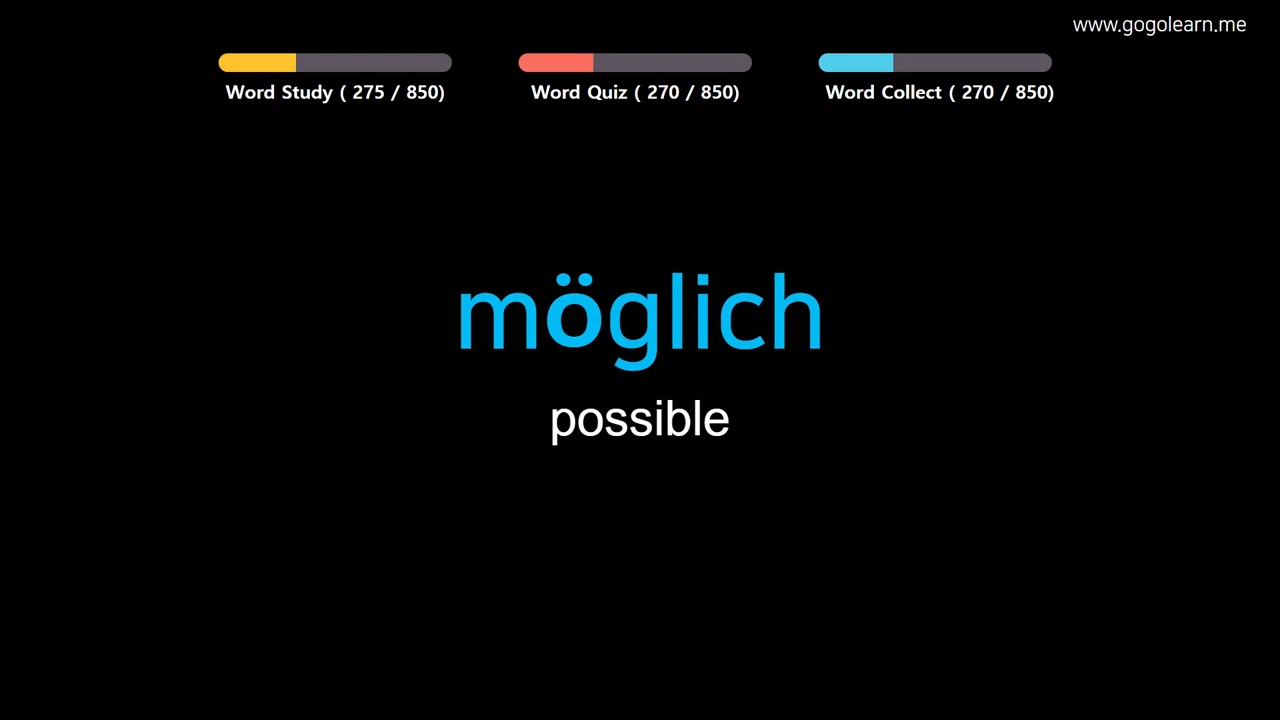 www.gogolearn.me
Word Study ( 275 / 850)
Word Quiz ( 270 / 850)
Word Collect ( 270 / 850)
möglich
possible